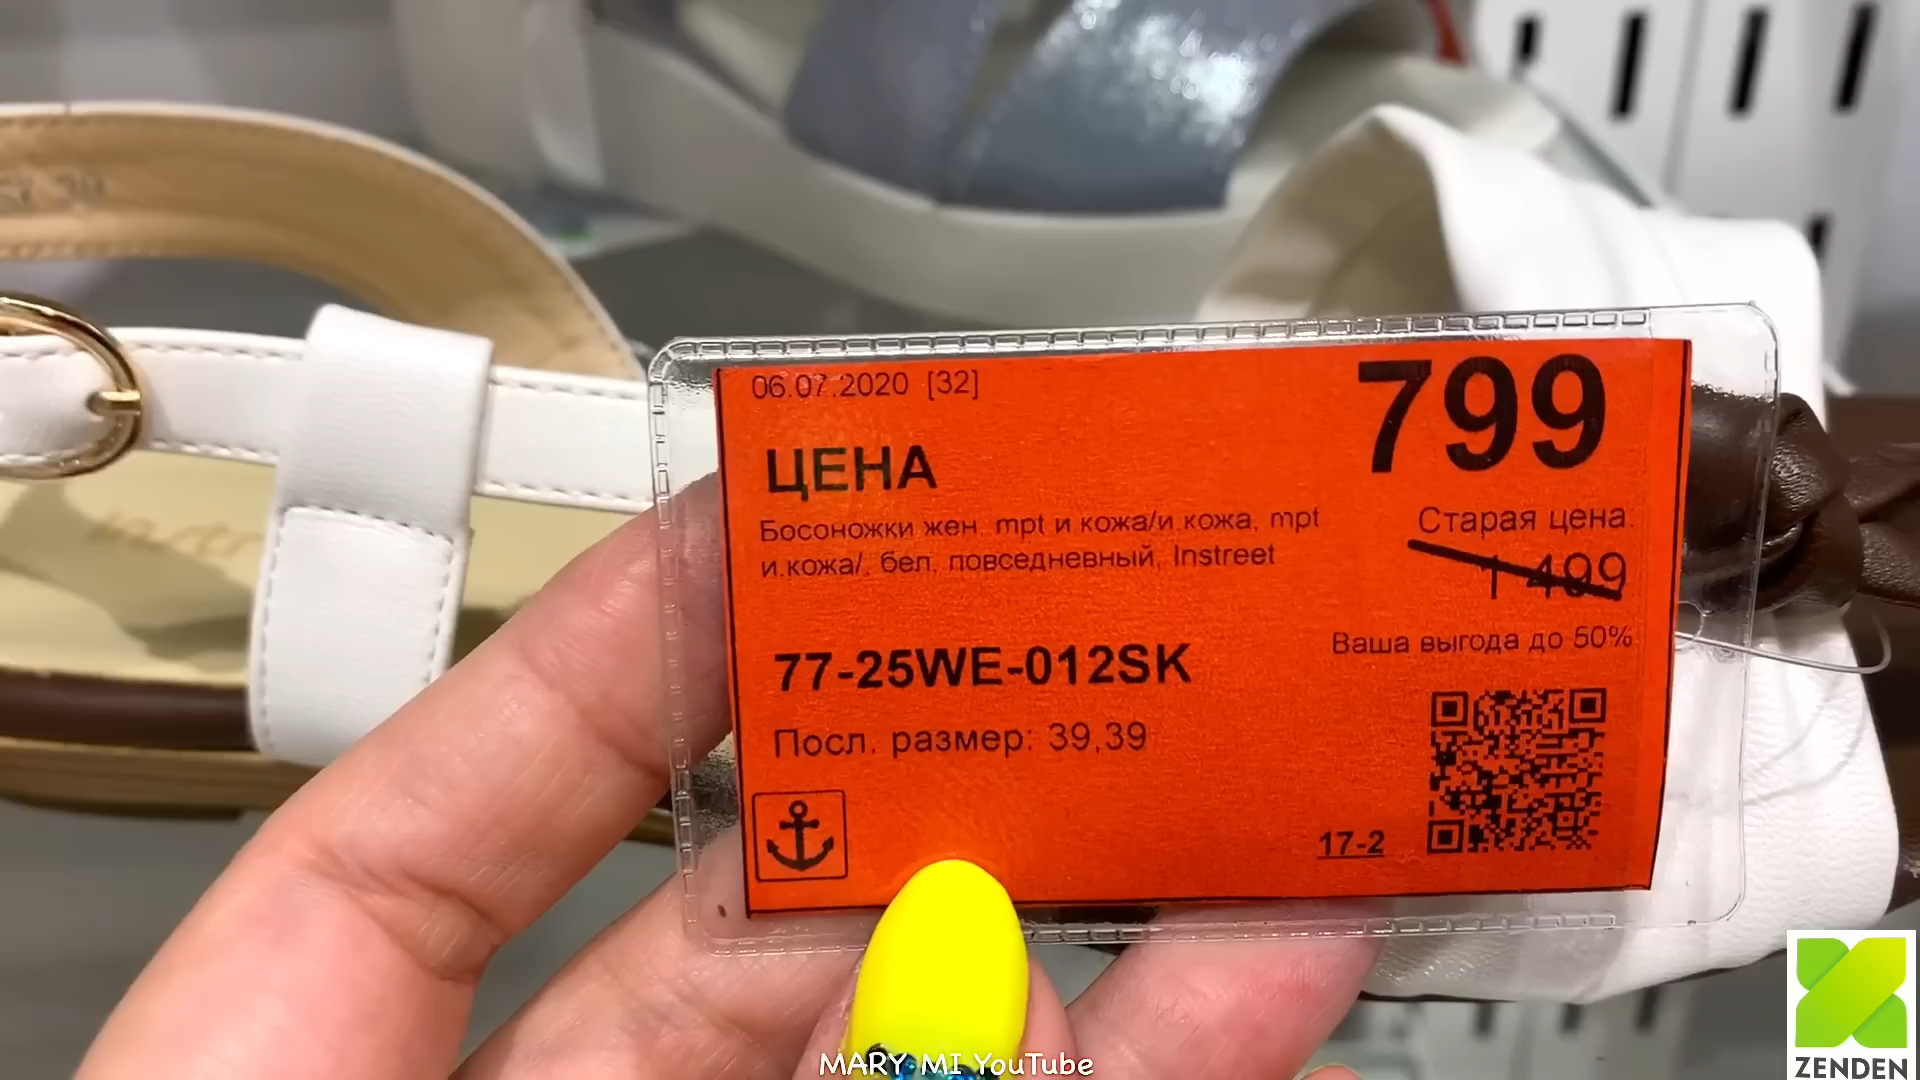 06.07.2020 [32]
799
ЦЕНА
Босоножки жен. mpt и кожа/и.кожа, mpt
и.кожа/, бел, повседневный, Instreet
Старая цена:
1 499
Ваша выгода до 50%
77-25WE-012SK
Посл. размер: 39,39
17-2
MARY MI YouTube
ZENDEN